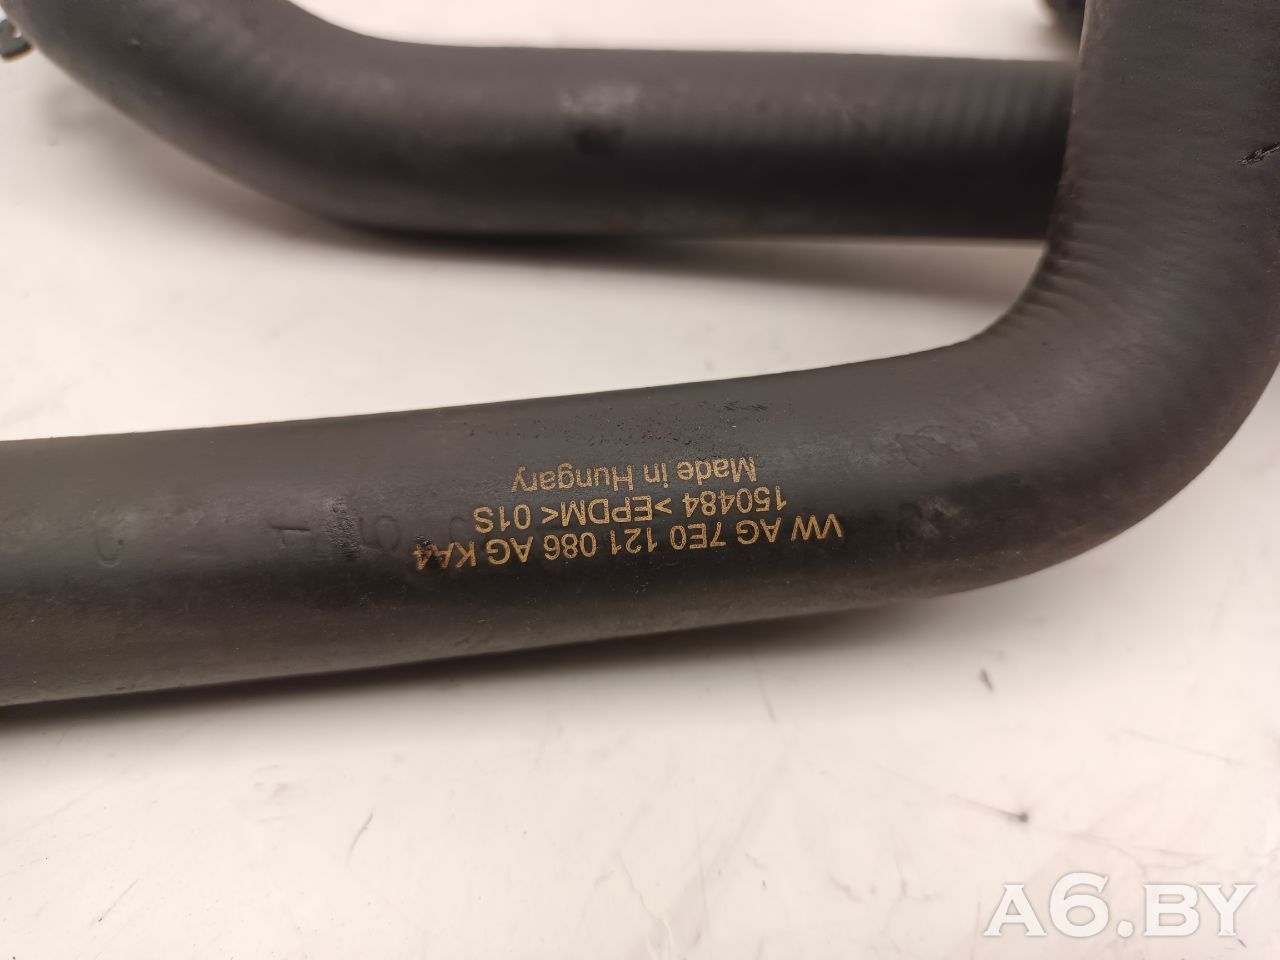 VW AG 7E0 121 086 AG KA4
150484 >EPDM< 01S
Made in Hungary
A6.BY